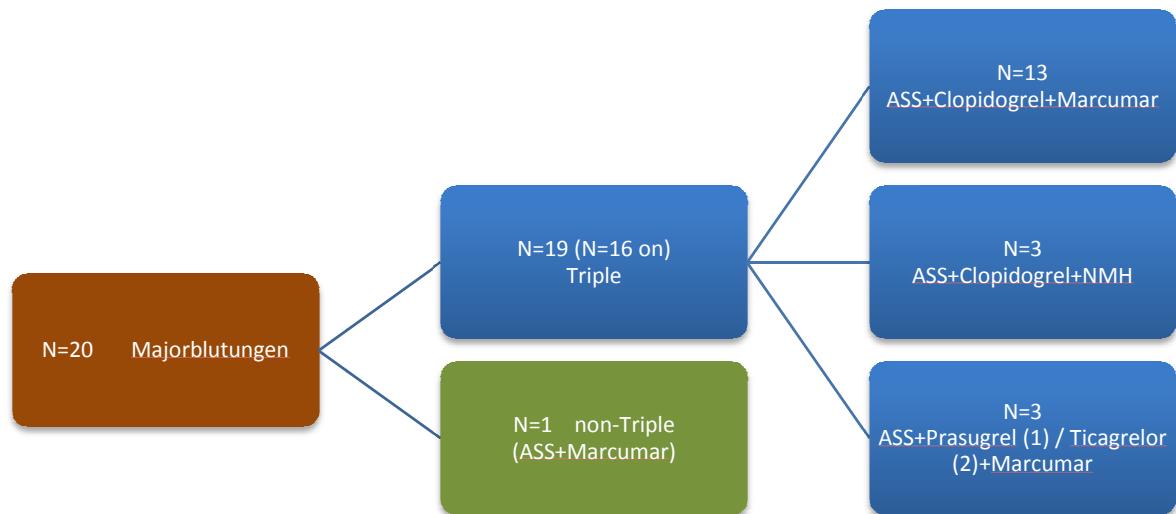 N=20 Majorblutungen
N=19 (N=16 on)
Triple
N=1 non-Triple
(ASS+Marcumar)
N=13
ASS+Clopidogrel+Marcumar
N=3
ASS+Clopidogrel+NMH
N=3
ASS+Prasugrel (1) / Ticagrelor
(2)+Marcumar